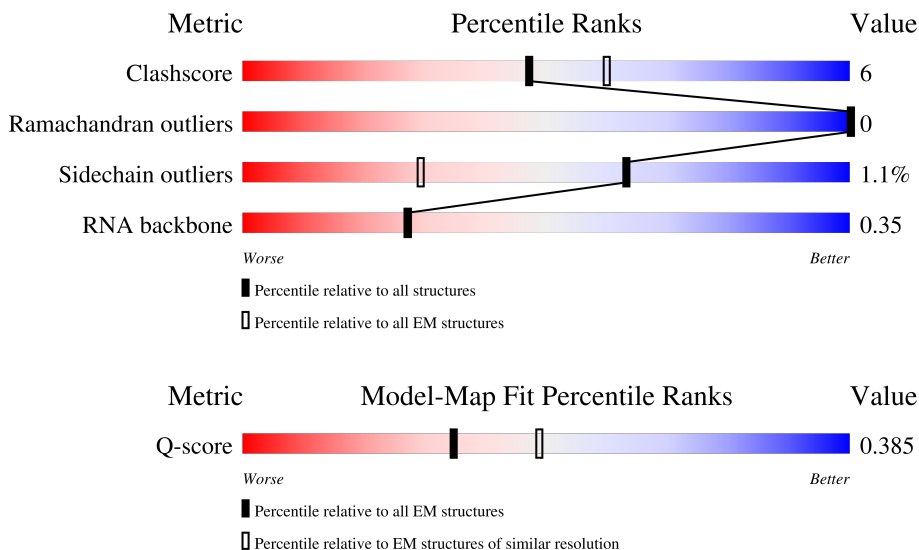 Metric Percentile Ranks Value
Clashscore 6
Ramachandran outliers 0
Sidechain outliers 1.1%
RNA backbone 0.35
Worse Better
Percentile relative to all structures
Percentile relative to all EM structures
Metric Model-Map Fit Percentile Ranks Value
Q-score 0.385
Worse Better
Percentile relative to all EM structures
Percentile relative to EM structures of similar resolution